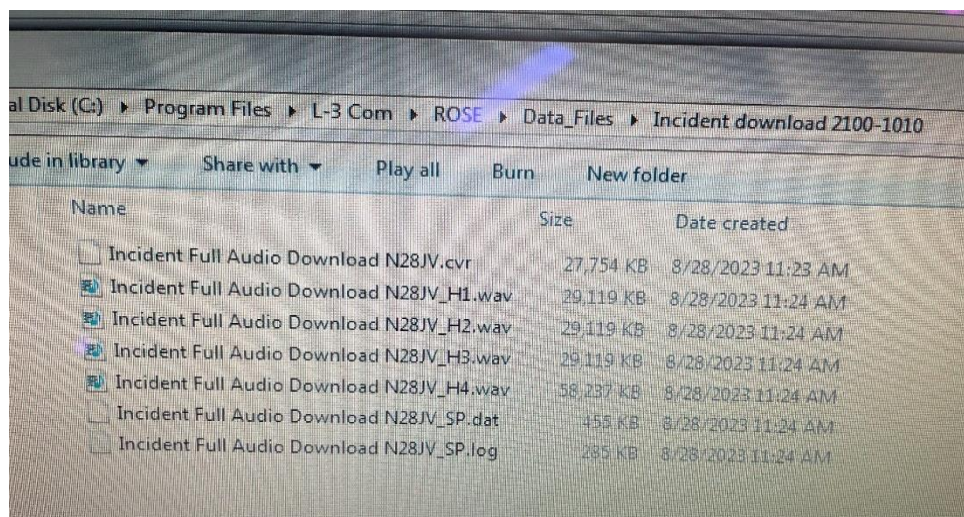 al Disk (C:) ▸ Program Files ▸ L-3 Com ▸ ROSE ▸ Data_Files ▸ Incident download 2100-1010
ude in library Share with Play all Burn New folder
Name Size Date created
Incident Full Audio Download N28JV.cvr 27,754 KB 8/28/2023 11:23 AM
Incident Full Audio Download N28JV_H1.wav 29,119 KB 8/28/2023 11:24 AM
Incident Full Audio Download N28JV_H2.wav 29,119 KB 8/28/2023 11:24 AM
Incident Full Audio Download N28JV_H3.wav 29,119 KB 8/28/2023 11:24 AM
Incident Full Audio Download N28JV_H4.wav 58,237 KB 8/28/2023 11:24 AM
Incident Full Audio Download N28JV_SP.dat 455 KB 8/28/2023 11:24 AM
Incident Full Audio Download N28JV_SP.log 285 KB 8/28/2023 11:24 AM